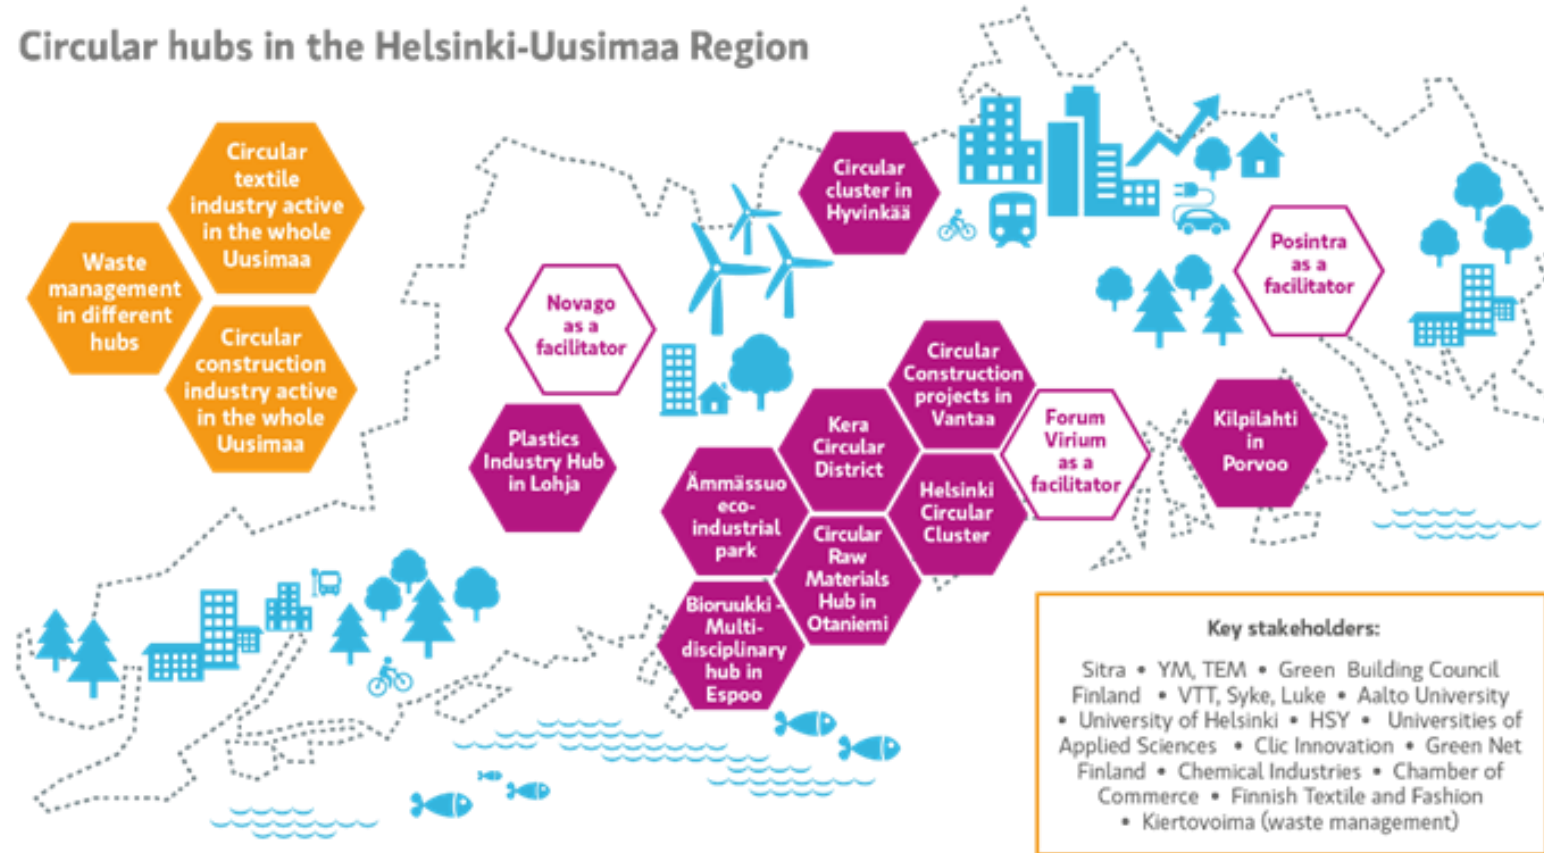 Circular hubs in the Helsinki-Uusimaa Region
Circular
textile
industry active
in the whole
Uusimaa
Waste
management
in different
hubs
Circular
construction
industry active
in the whole
Uusimaa
Circular
cluster in
Hyvinkää
Novago
as a
facilitator
Posintra
as a
facilitator
Plastics
Industry Hub
in Lohja
Circular
Construction
projects in
Vantaa
Kera
Circular
District
Forum
Virium
as a
facilitator
Kilpilahti
in
Porvoo
Ämmässuo
eco-
industrial
park
Helsinki
Circular
Cluster
Circular
Raw
Materials
Hub in
Otaniemi
Bioruukki -
Multi-
disciplinary
hub in
Espoo
Key stakeholders:
Sitra • YM, TEM • Green Building Council
Finland • VTT, Syke, Luke • Aalto University
• University of Helsinki • HSY • Universities of
Applied Sciences • Clic Innovation • Green Net
Finland • Chemical Industries • Chamber of
Commerce • Finnish Textile and Fashion
• Kiertovoima (waste management)